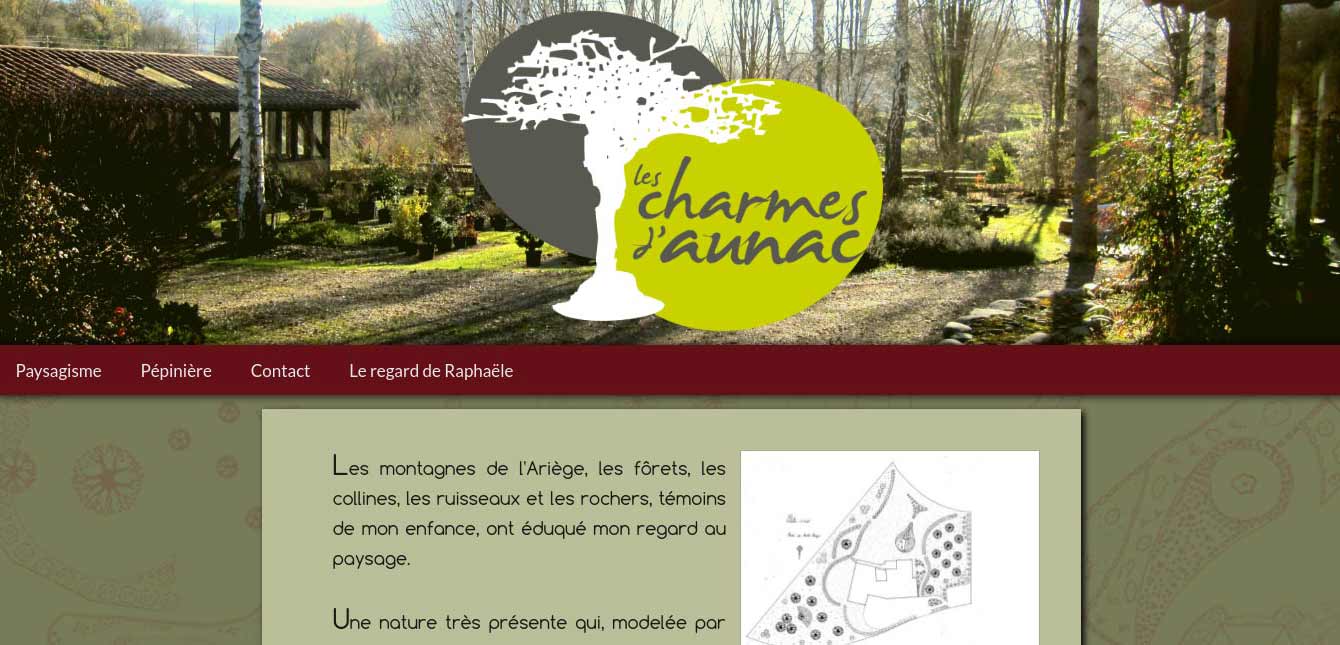 les
charmes
d'aunac
Paysagisme Pépinière Contact Le regard de Raphaële
Les montagnes de l'Ariège, les fôrets, les
collines, les ruisseaux et les rochers, témoins
de mon enfance, ont éduqué mon regard au
paysage.
Une nature très présente qui, modelée par